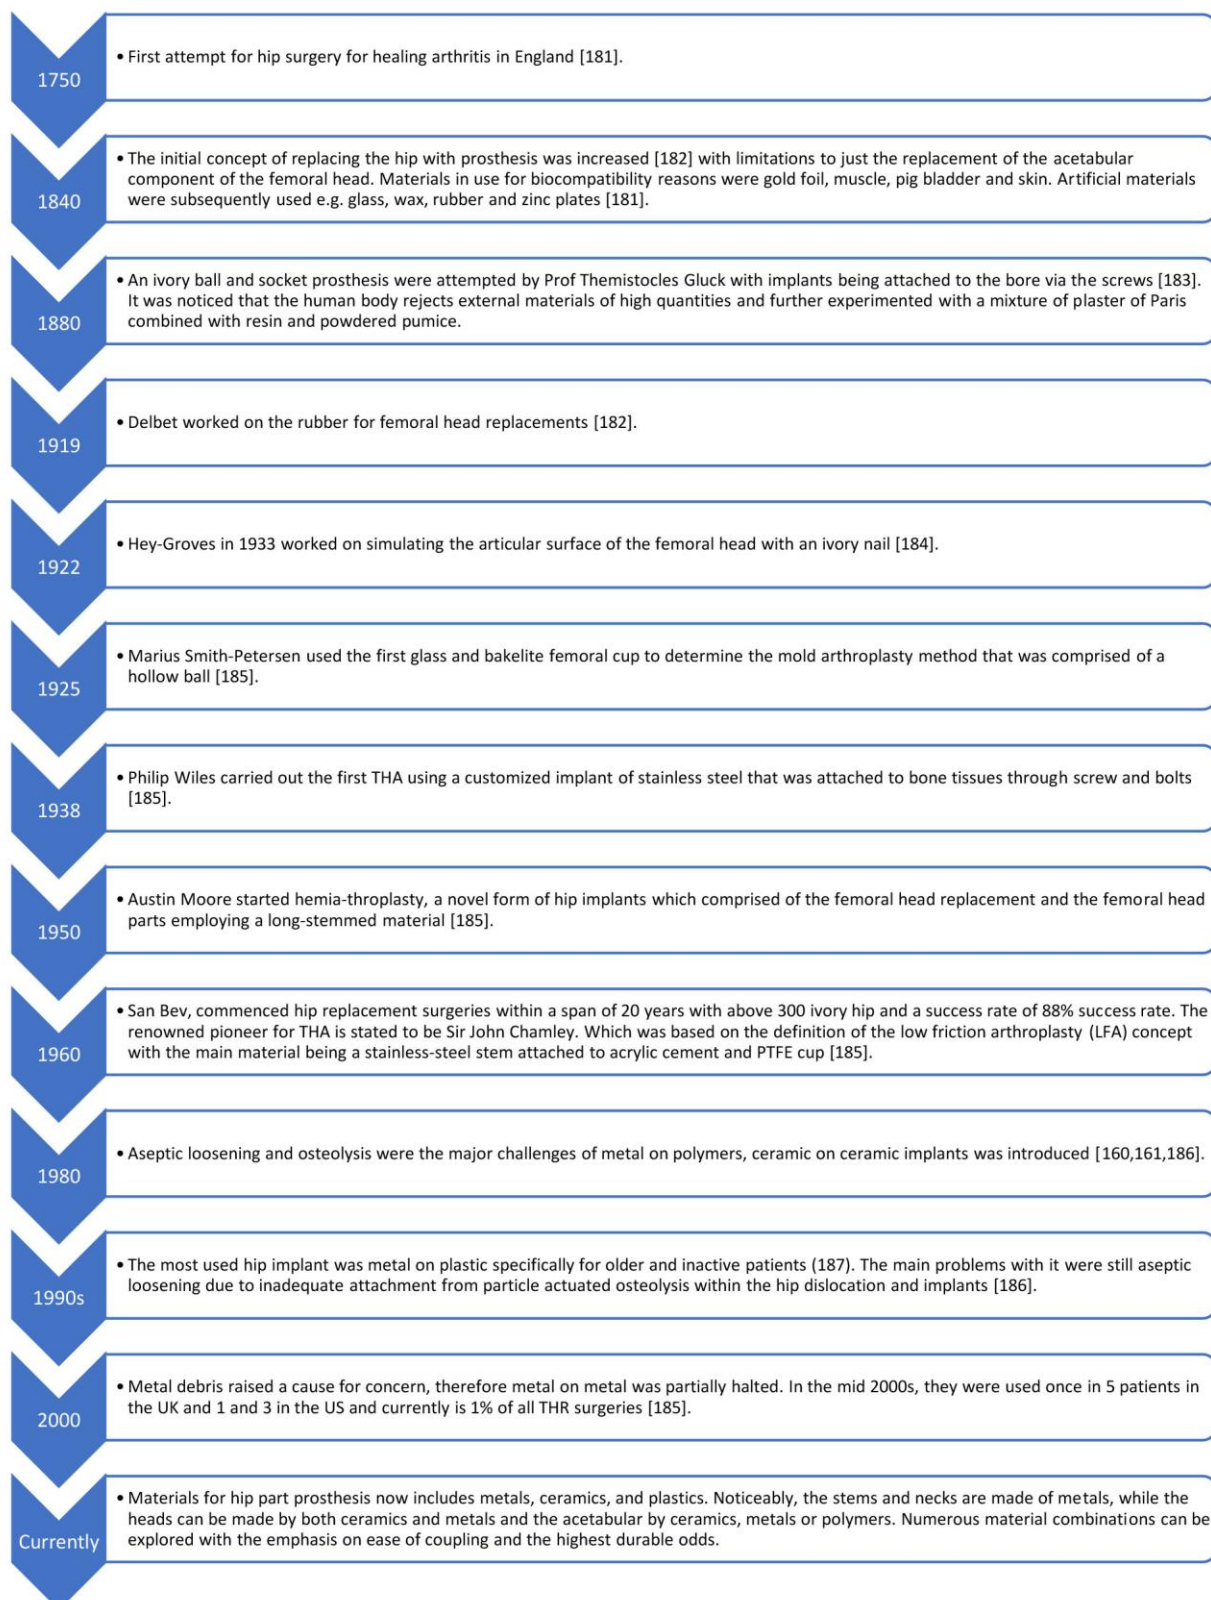 1750
• First attempt for hip surgery for healing arthritis in England [181].
1840
• The initial concept of replacing the hip with prosthesis was increased [182] with limitations to just the replacement of the acetabular
component of the femoral head. Materials in use for biocompatibility reasons were gold foil, muscle, pig bladder and skin. Artificial materials
were subsequently used e.g. glass, wax, rubber and zinc plates [181].
1880
• An ivory ball and socket prosthesis were attempted by Prof Themistocles Gluck with implants being attached to the bore via the screws [183].
It was noticed that the human body rejects external materials of high quantities and further experimented with a mixture of plaster of Paris
combined with resin and powdered pumice.
1919
• Delbet worked on the rubber for femoral head replacements [182].
1922
• Hey-Groves in 1933 worked on simulating the articular surface of the femoral head with an ivory nail [184].
1925
• Marius Smith-Petersen used the first glass and bakelite femoral cup to determine the mold arthroplasty method that was comprised of a
hollow ball [185].
1938
• Philip Wiles carried out the first THA using a customized implant of stainless steel that was attached to bone tissues through screw and bolts
[185].
1950
• Austin Moore started hemia-throplasty, a novel form of hip implants which comprised of the femoral head replacement and the femoral head
parts employing a long-stemmed material [185].
1960
• San Bev, commenced hip replacement surgeries within a span of 20 years with above 300 ivory hip and a success rate of 88% success rate. The
renowned pioneer for THA is stated to be Sir John Chamley. Which was based on the definition of the low friction arthroplasty (LFA) concept
with the main material being a stainless-steel stem attached to acrylic cement and PTFE cup [185].
1980
• Aseptic loosening and osteolysis were the major challenges of metal on polymers, ceramic on ceramic implants was introduced [160,161,186].
1990s
• The most used hip implant was metal on plastic specifically for older and inactive patients (187). The main problems with it were still aseptic
loosening due to inadequate attachment from particle actuated osteolysis within the hip dislocation and implants [186].
2000
• Metal debris raised a cause for concern, therefore metal on metal was partially halted. In the mid 2000s, they were used once in 5 patients in
the UK and 1 and 3 in the US and currently is 1% of all THR surgeries [185].
Currently
• Materials for hip part prosthesis now includes metals, ceramics, and plastics. Noticeably, the stems and necks are made of metals, while the
heads can be made by both ceramics and metals and the acetabular by ceramics, metals or polymers. Numerous material combinations can be
explored with the emphasis on ease of coupling and the highest durable odds.